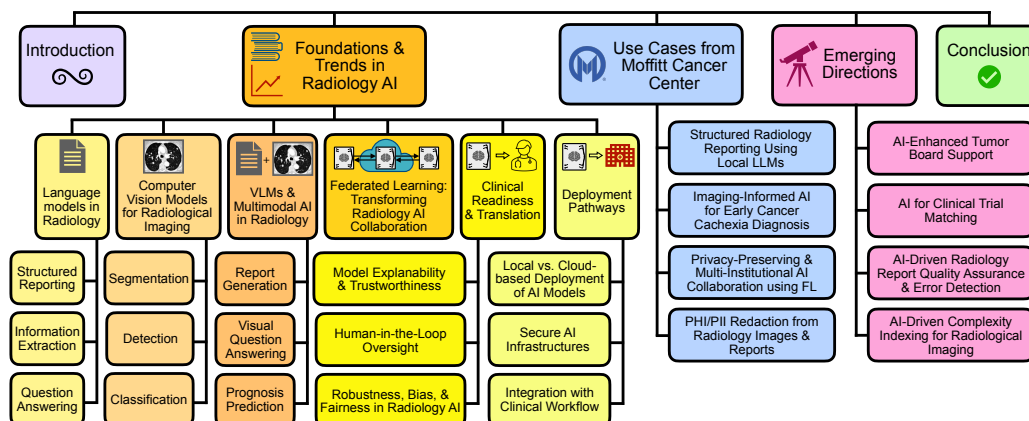 Introduction
Foundations &
Trends in
Radiology AI
Use Cases from
Moffitt Cancer
Center
Emerging
Directions
Conclusion
Language
models in
Radiology
Computer
Vision Models
for Radiological
Imaging
VLMs &
Multimodal AI
in Radiology
Federated Learning:
Transforming
Radiology AI
Collaboration
Clinical
Readiness
& Translation
Deployment
Pathways
Structured
Reporting
Information
Extraction
Question
Answering
Segmentation
Detection
Classification
Report
Generation
Visual
Question
Answering
Prognosis
Prediction
Model Explanability
& Trustworthiness
Human-in-the-Loop
Oversight
Robustness, Bias, &
Fairness in Radiology AI
Local vs. Cloud-
based Deployment
of AI Models
Secure AI
Infrastructures
Integration with
Clinical Workflow
Structured Radiology
Reporting Using
Local LLMs
Imaging-Informed AI
for Early Cancer
Cachexia Diagnosis
Privacy-Preserving &
Multi-Institutional AI
Collaboration using FL
PHI/PII Redaction from
Radiology Images &
Reports
AI-Enhanced Tumor
Board Support
AI for Clinical Trial
Matching
AI-Driven Radiology
Report Quality Assurance
& Error Detection
AI-Driven Complexity
Indexing for Radiological
Imaging